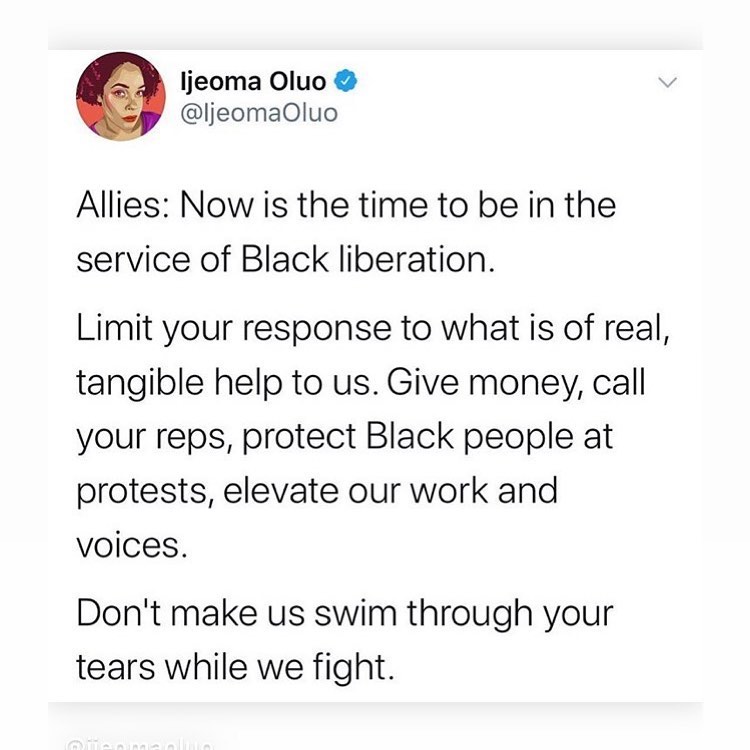 Ijeoma Oluo
@IjeomaOluo
Allies: Now is the time to be in the
service of Black liberation.
Limit your response to what is of real,
tangible help to us. Give money, call
your reps, protect Black people at
protests, elevate our work and
voices.
Don't make us swim through your
tears while we fight.